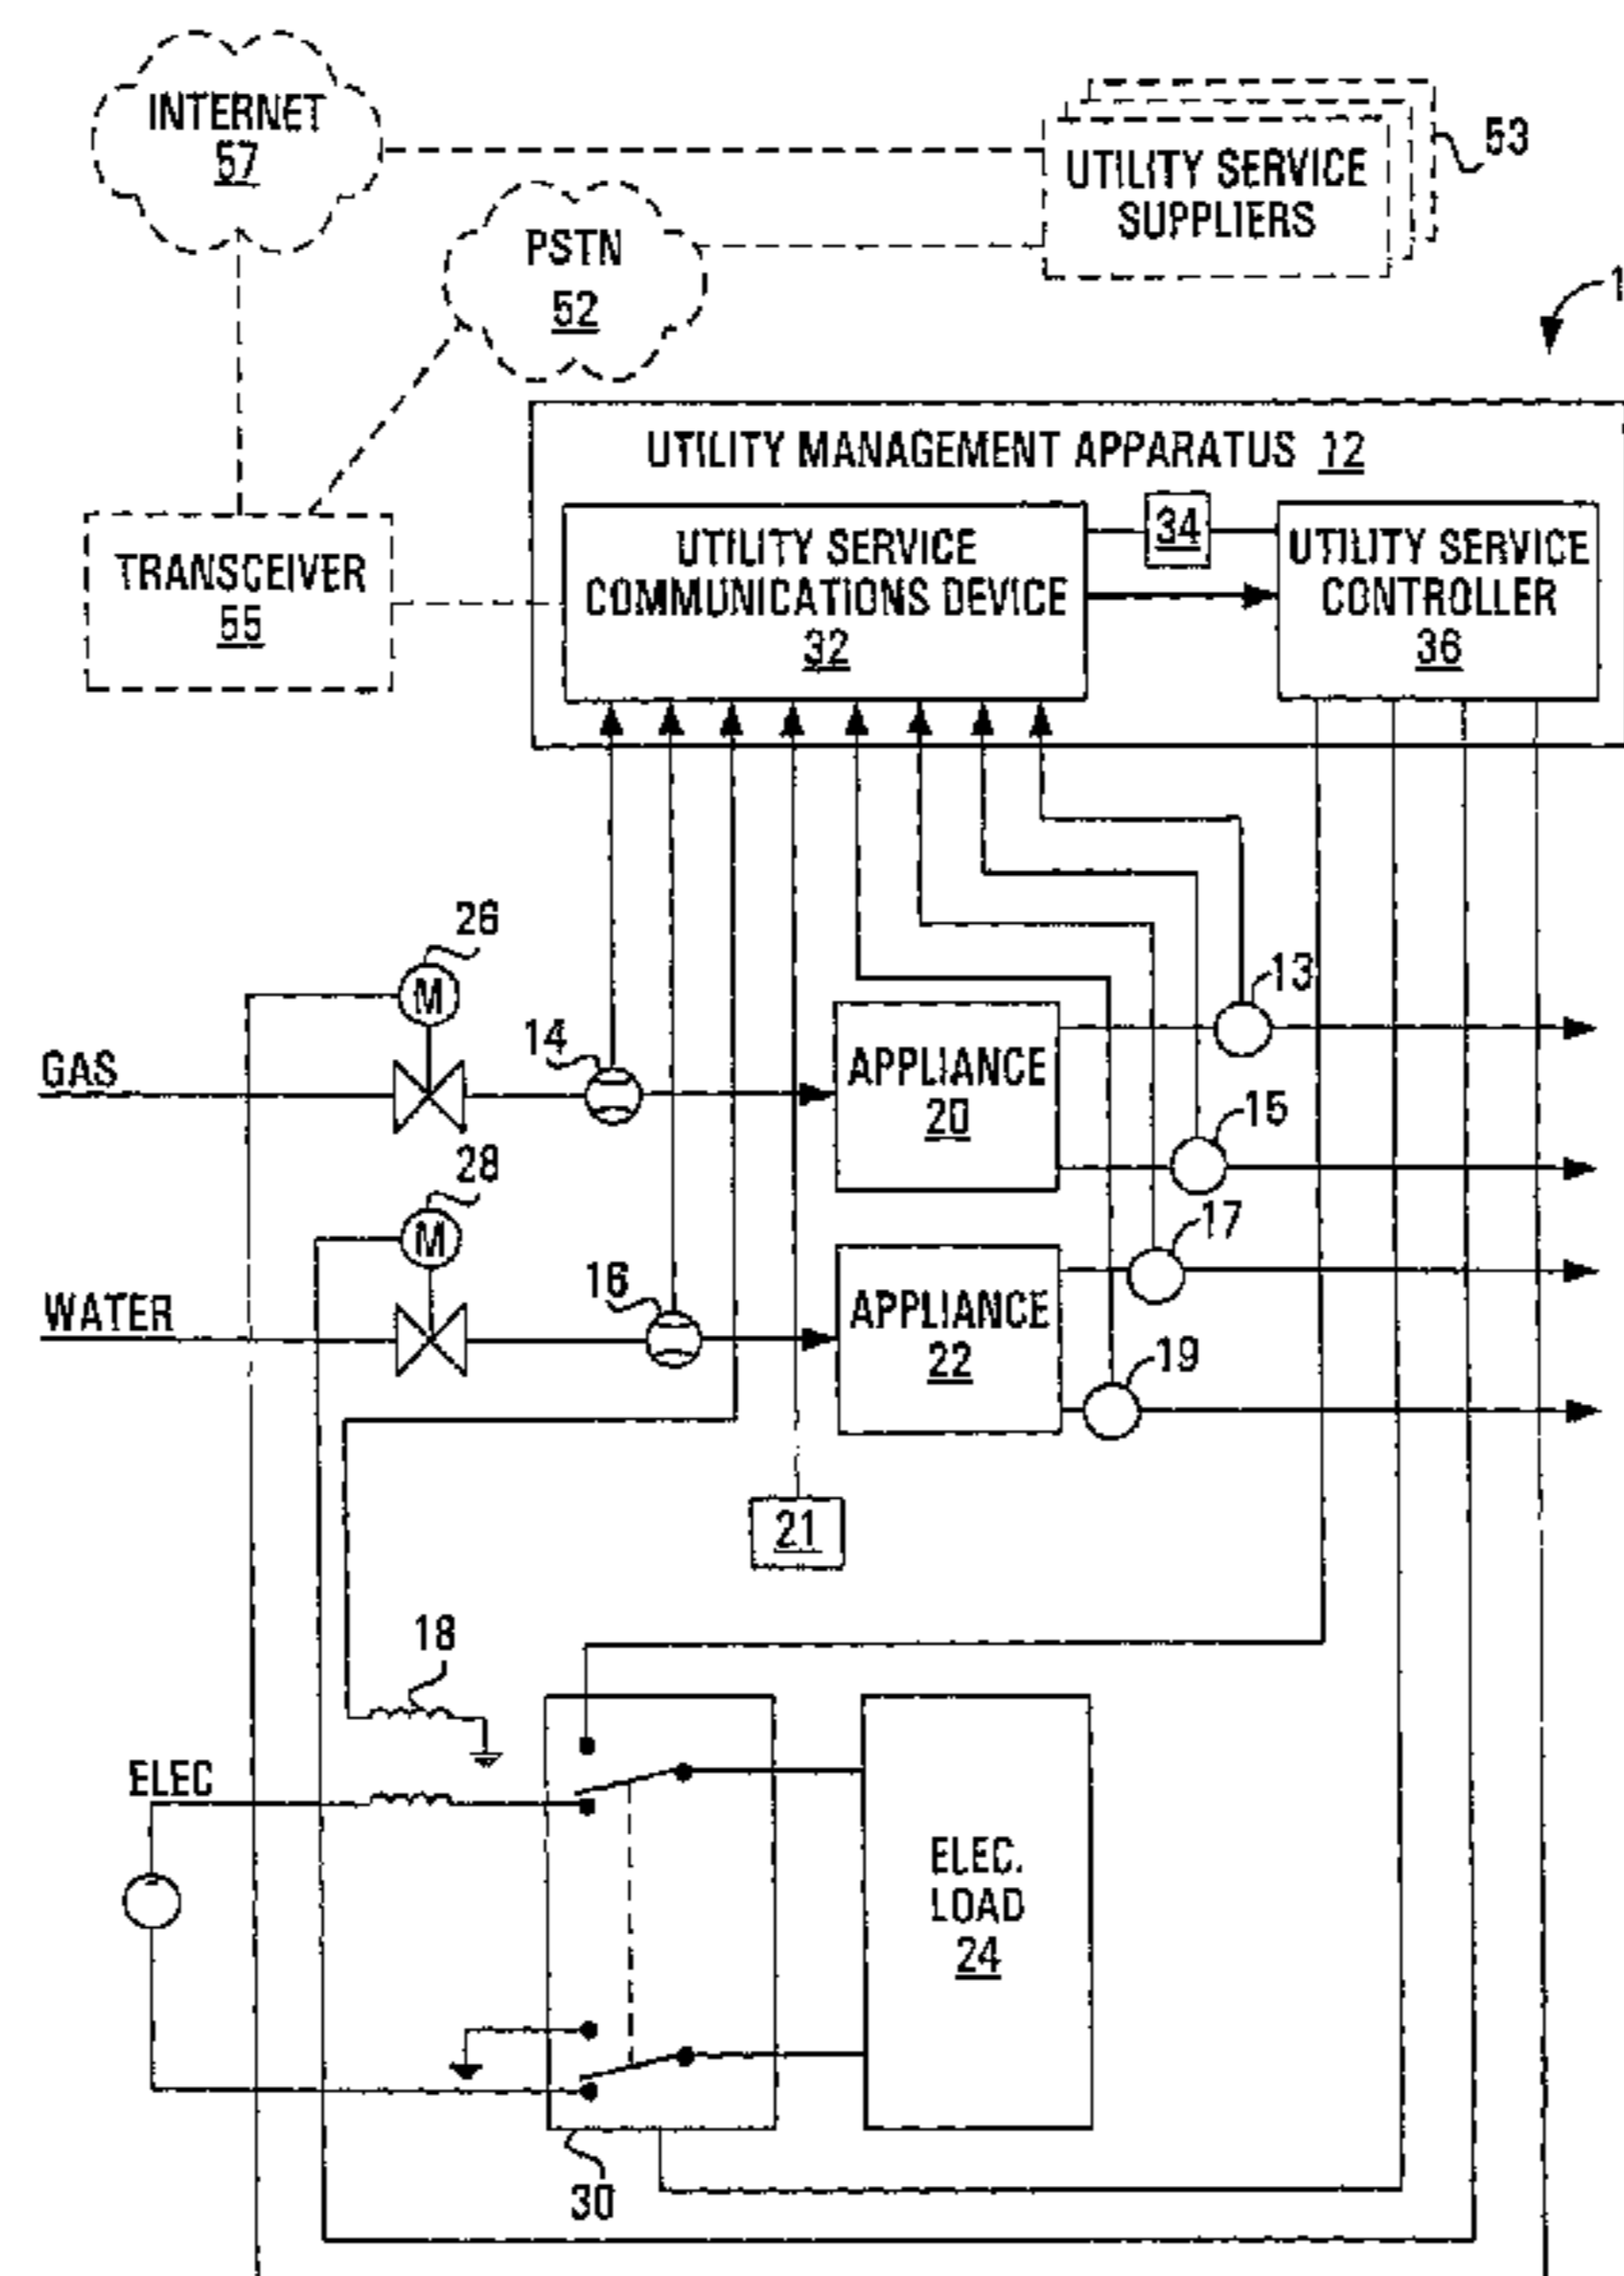 INTERNET
57
UTILITY SERVICE
SUPPLIERS
53
PSTN
52
1
UTILITY MANAGEMENT APPARATUS 12
TRANSCEIVER
55
UTILITY SERVICE
COMMUNICATIONS DEVICE
32
34
UTILITY SERVICE
CONTROLLER
36
26
M
13
14
GAS
APPLIANCE
20
15
28
M
17
16
WATER
APPLIANCE
22
19
21
18
ELEC
ELEC.
LOAD
24
30